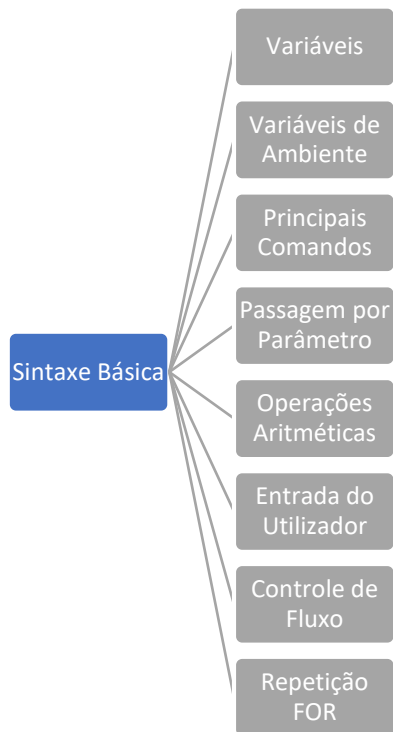 Variáveis
Variáveis de
Ambiente
Principais
Comandos
Passagem por
Parâmetro
Sintaxe Básica
Operações
Aritméticas
Entrada do
Utilizador
Controle de
Fluxo
Repetição
FOR